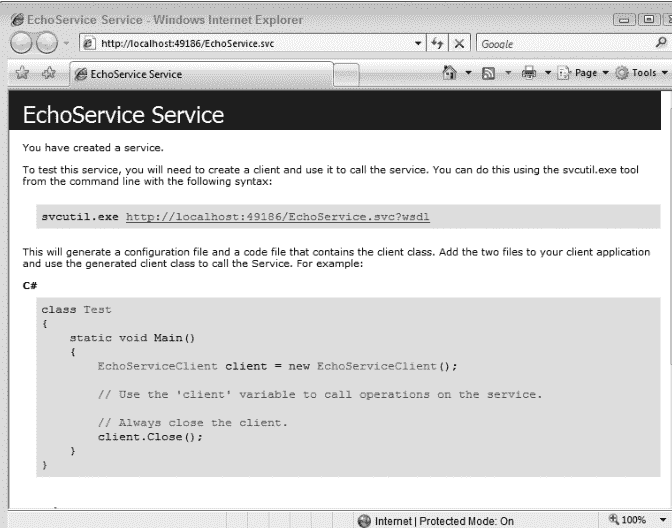 EchoService Service - Windows Internet Explorer
http://localhost:49186/EchoService.svc
Google
EchoService Service
Page
Tools
EchoService Service
You have created a service.
To test this service, you will need to create a client and use it to call the service. You can do this using the svcutil.exe tool
from the command line with the following syntax:
svcutil.exe http://localhost:49186/EchoService.svc?wsdl
This will generate a configuration file and a code file that contains the client class. Add the two files to your client application
and use the generated client class to call the Service. For example:
C#
class Test
{
    static void Main()
    {
        EchoServiceClient client = new EchoServiceClient();
        // Use the 'client' variable to call operations on the service.
        // Always close the client.
        client.Close();
    }
}
Internet | Protected Mode: On
100%